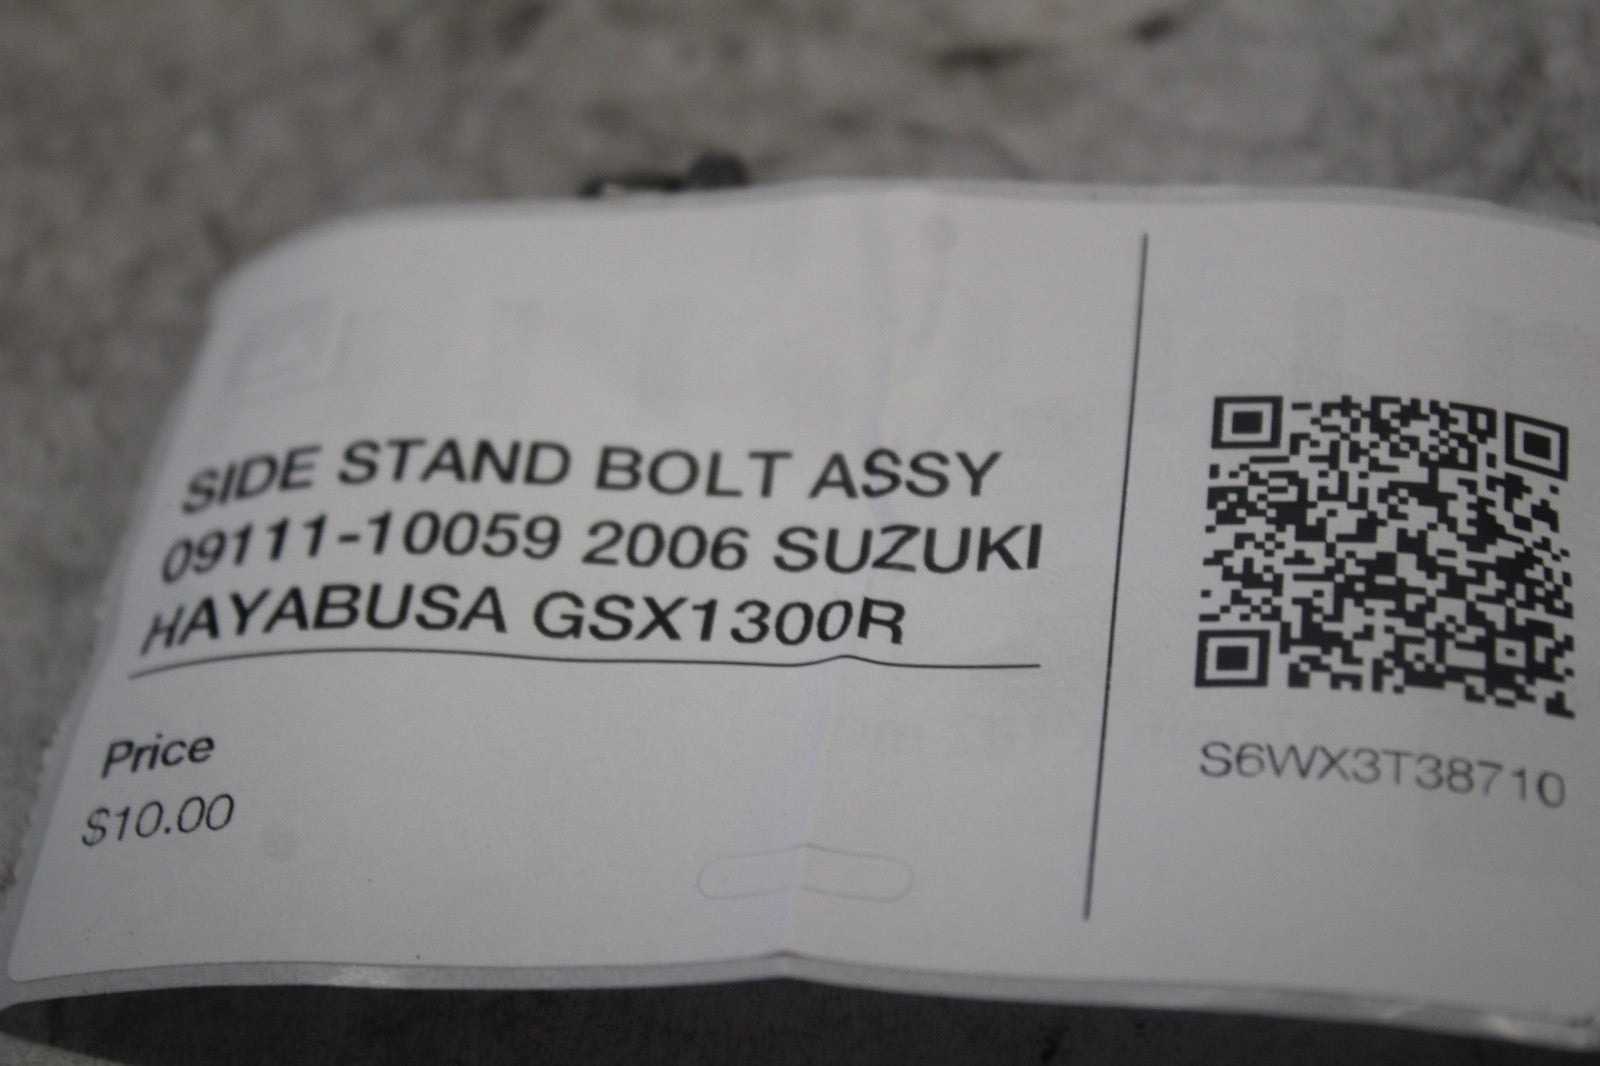 SIDE STAND BOLT ASSY
09111-10059 2006 SUZUKI
HAYABUSA GSX1300R
Price
$10.00
S6WX3T38710